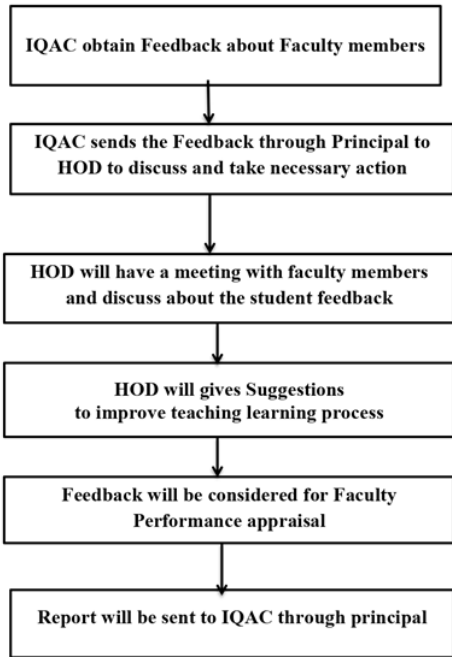 IQAC obtain Feedback about Faculty members
IQAC sends the Feedback through Principal to
HOD to discuss and take necessary action
HOD will have a meeting with faculty members
and discuss about the student feedback
HOD will gives Suggestions
to improve teaching learning process
Feedback will be considered for Faculty
Performance appraisal
Report will be sent to IQAC through principal